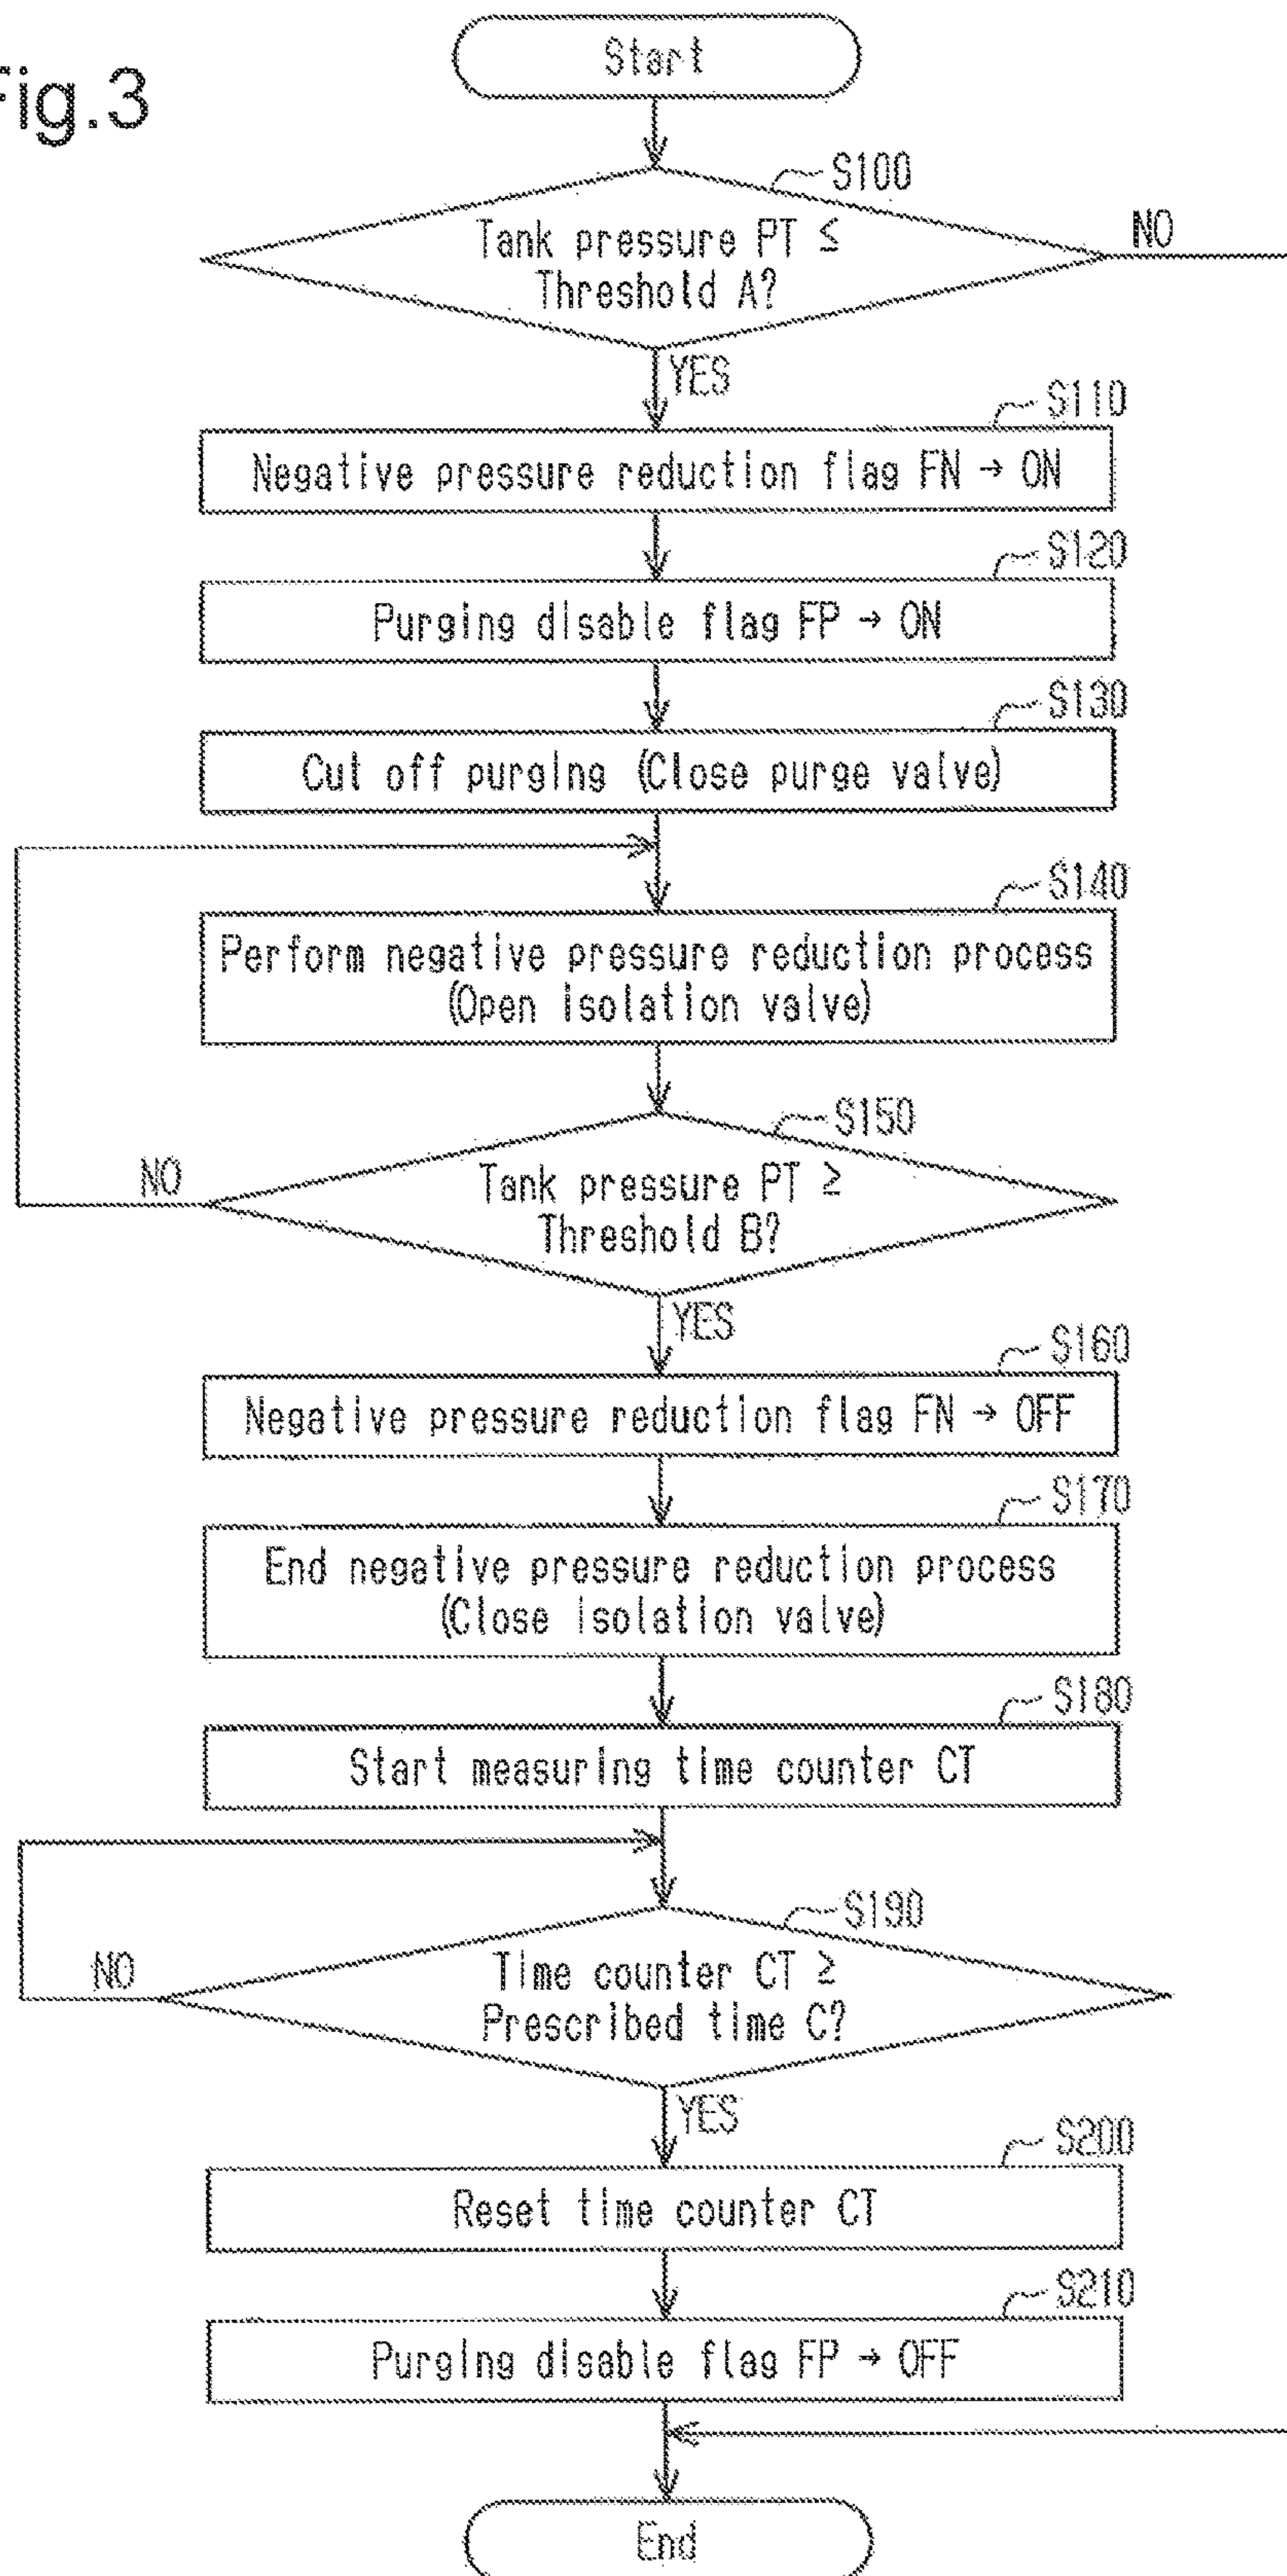 Fig.3
Start
S100
Tank pressure PT ≤
Threshold A?
NO
YES
S110
Negative pressure reduction flag FN → ON
S120
Purging disable flag FP → ON
S130
Cut off purging (Close purge valve)
S140
Perform negative pressure reduction process
(Open isolation valve)
S150
Tank pressure PT ≥
Threshold B?
NO
YES
S160
Negative pressure reduction flag FN → OFF
S170
End negative pressure reduction process
(Close isolation valve)
S180
Start measuring time counter CT
S190
Time counter CT ≥
Prescribed time C?
NO
YES
S200
Reset time counter CT
S210
Purging disable flag FP → OFF
End